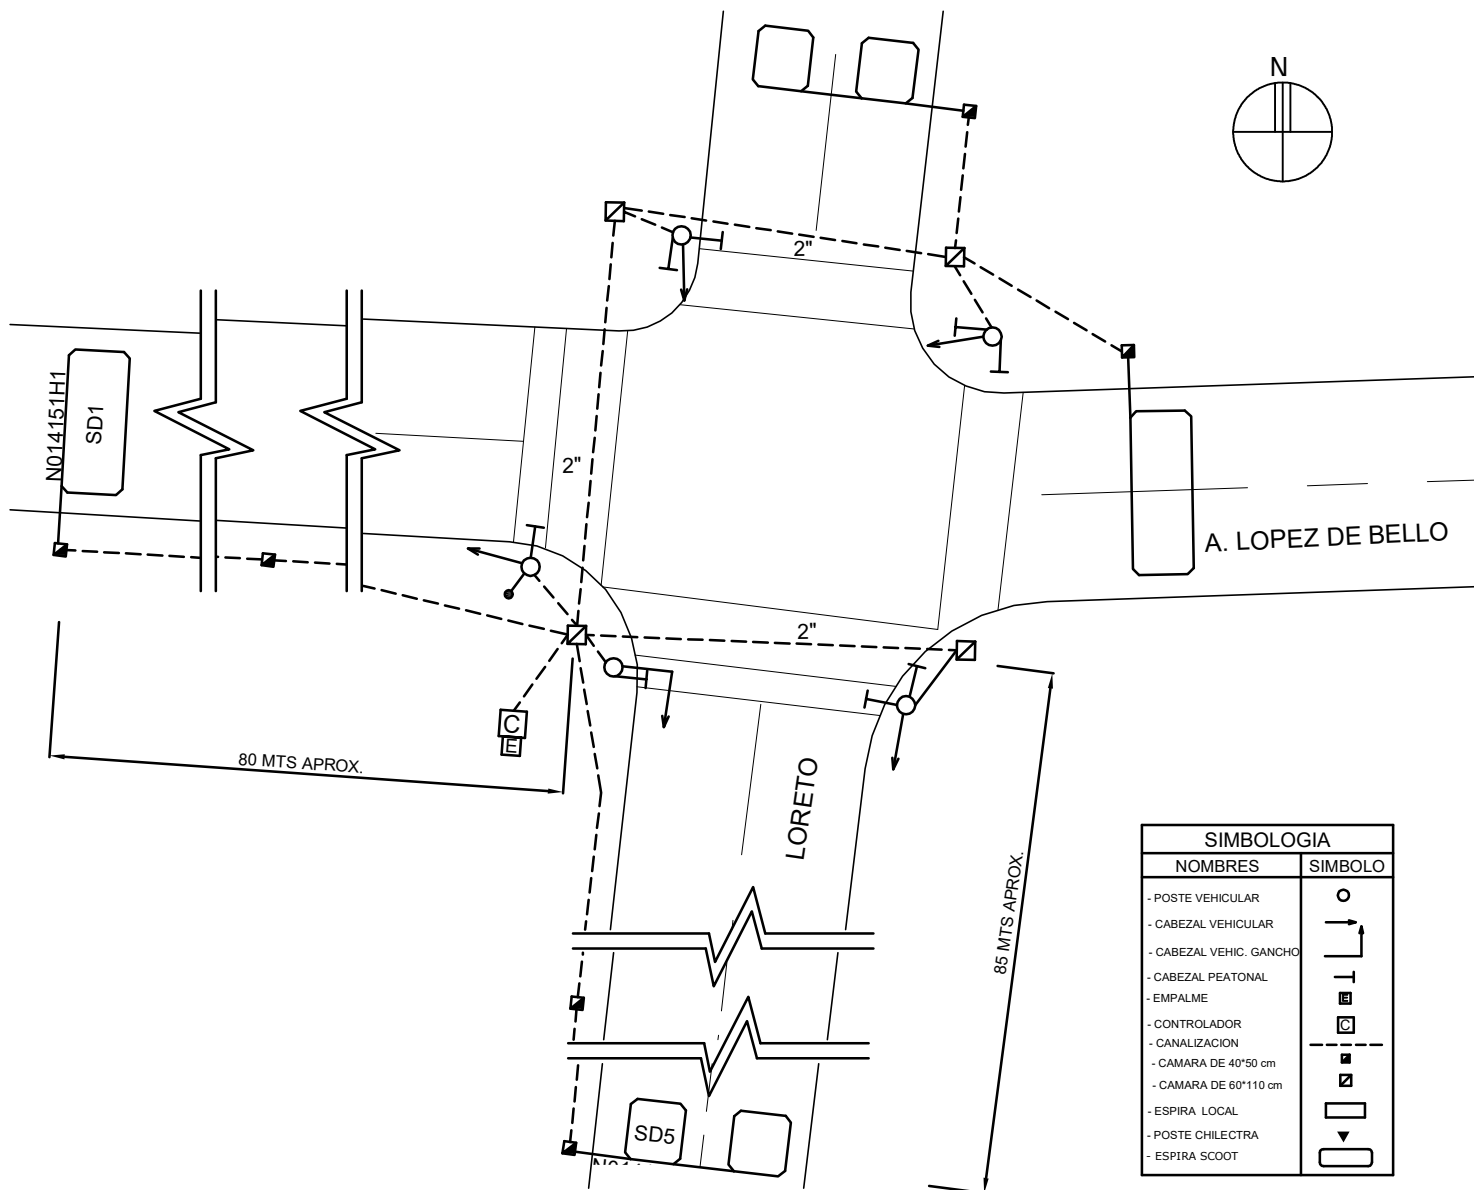 N
2"
N014151H1
SD1
2"
A. LOPEZ DE BELLO
2"
C
E
80 MTS APROX.
LORETO
85 MTS APROX.
SD5
SIMBOLOGIA
NOMBRES SIMBOLO
- POSTE VEHICULAR
- CABEZAL VEHICULAR
- CABEZAL VEHIC. GANCHO
- CABEZAL PEATONAL
- EMPALME E
- CONTROLADOR C
- CANALIZACION
- CAMARA DE 40*50 cm
- CAMARA DE 60*110 cm
- ESPIRA LOCAL
- POSTE CHILECTRA
- ESPIRA SCOOT